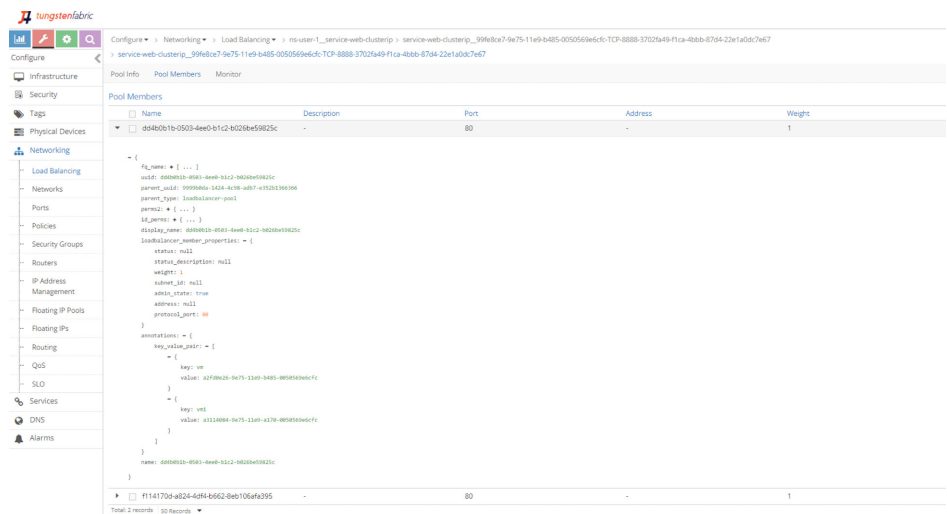 tungstenfabric
Configure > Networking > Load Balancing > ns-user-1__service-web-clusterip > service-web-clusterip__99fe8ce7-9e75-11e9-b485-0050569e6cfc-TCP-8888-3702fa49-f1ca-4bbb-87d4-22e1a0dc7e67
> service-web-clusterip__99fe8ce7-9e75-11e9-b485-0050569e6cfc-TCP-8888-3702fa49-f1ca-4bbb-87d4-22e1a0dc7e67
Configure
Infrastructure
Security
Tags
Physical Devices
Networking
Load Balancing
Networks
Ports
Policies
Security Groups
Routers
IP Address
Management
Floating IP Pools
Floating IPs
Routing
QoS
SLO
Services
DNS
Alarms
Pool Info Pool Members Monitor
Pool Members
Name Description Port Address Weight
dd4b0b1b-0503-4ee0-b1c2-b026be59825c - 80 - 1
- {
fq_name: + [ ... ]
uuid: dd4b0b1b-0503-4ee0-b1c2-b026be59825c
parent_type: loadbalancer-pool
perms2: + { ... }
id_perms: + { ... }
display_name: dd4b0b1b-0503-4ee0-b1c2-b026be59825c
loadbalancer_member_properties: - {
status: null
status_description: null
weight: 1
subnet_id: null
admin_state: true
address: null
protocol_port: 80
}
annotations: - {
key_value_pair: - [
- {
key: vm
value:
}
- {
key: vmi
value:
}
]
}
name: dd4b0b1b-0503-4ee0-b1c2-b026be59825c
}
f114170d-a824-4df4-b662-8eb106afa395 - 80 - 1
Total: 2 records 50 Records